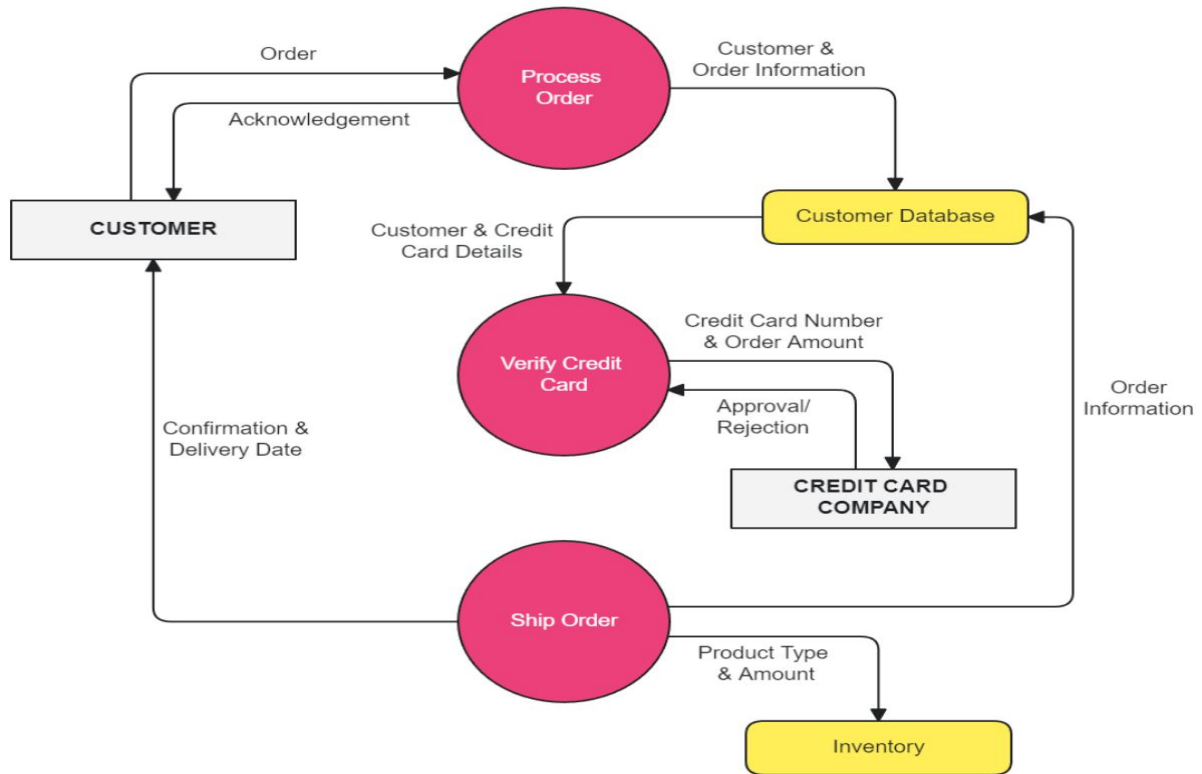 Order
Process
Order
Customer &
Order Information
Acknowledgement
CUSTOMER
Customer Database
Customer & Credit
Card Details
Verify Credit
Card
Credit Card Number
& Order Amount
Approval/
Rejection
Order
Information
Confirmation &
Delivery Date
CREDIT CARD
COMPANY
Ship Order
Product Type
& Amount
Inventory